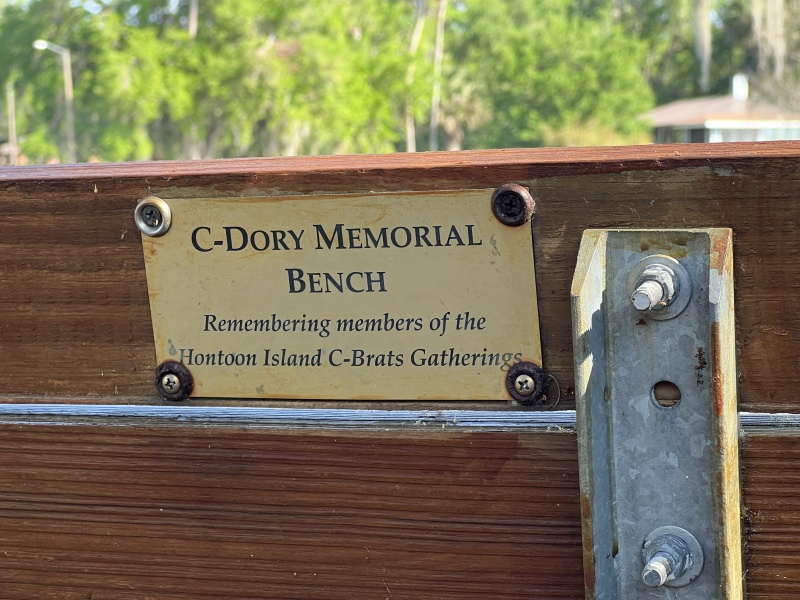 C-Dory Memorial
Bench
Remembering members of the
Hontoon Island C-Brats Gatherings